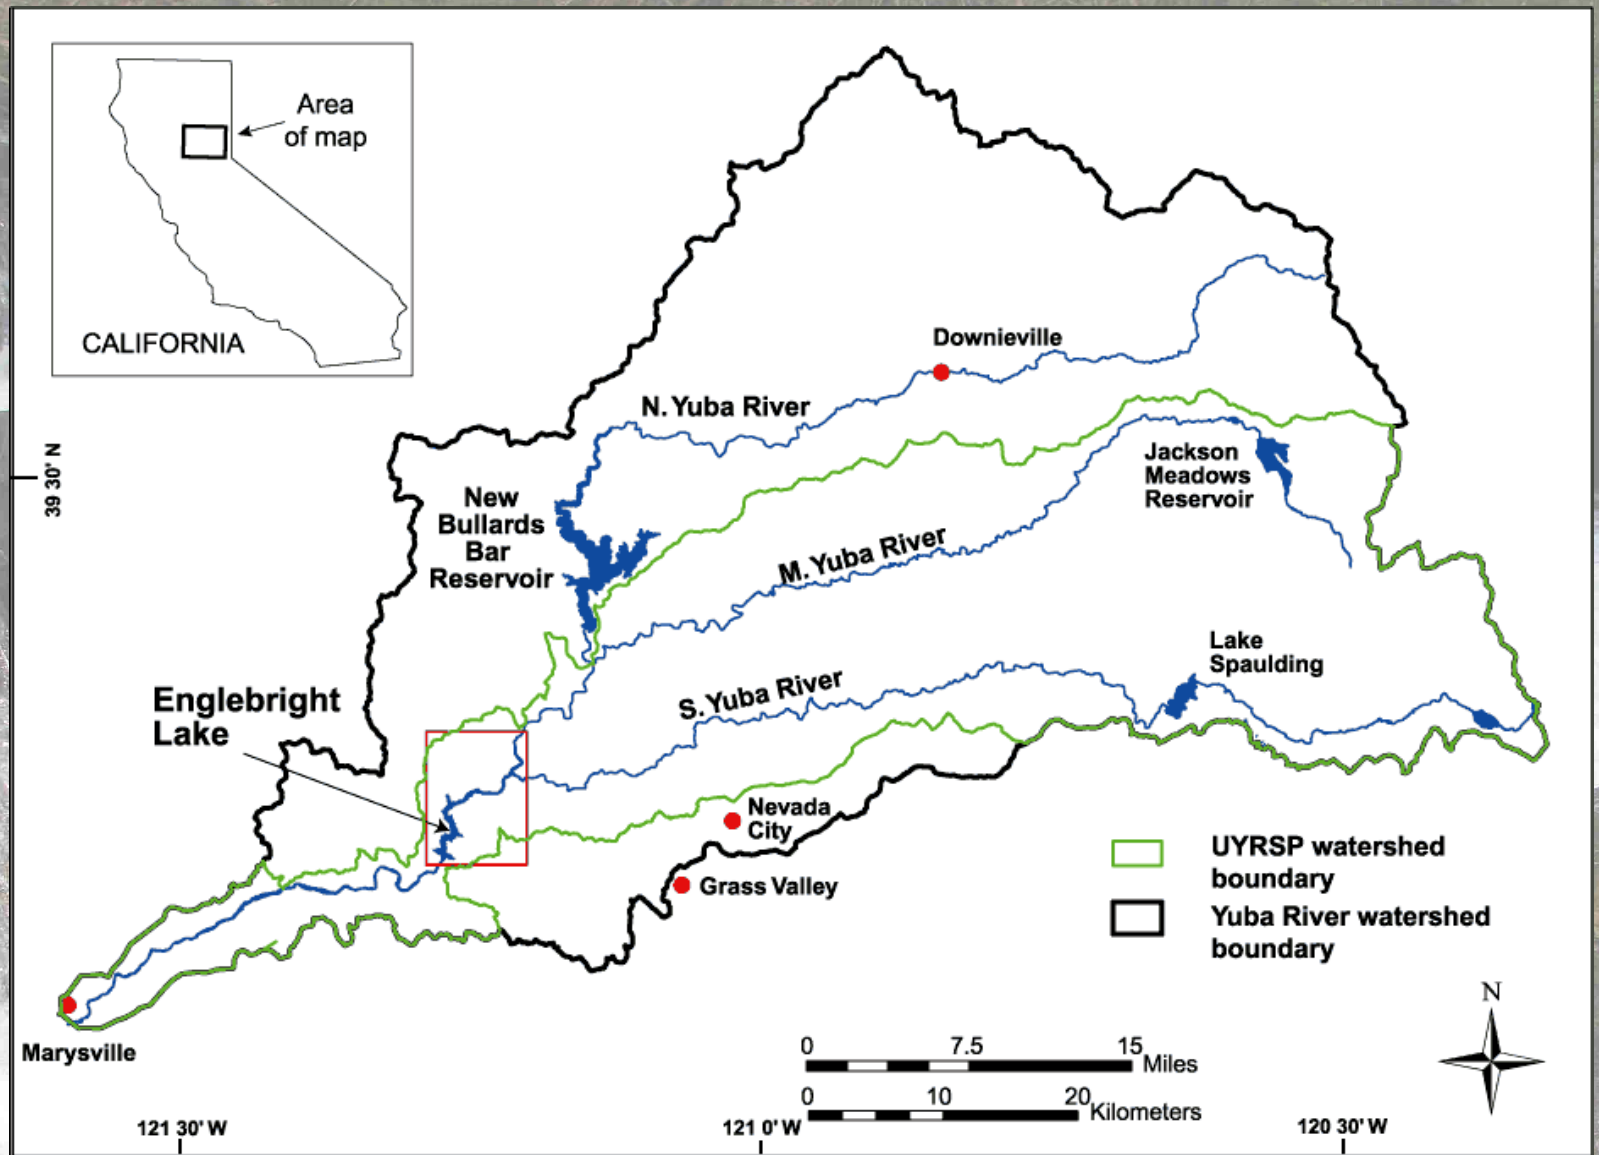 Area
of map
CALIFORNIA
Downieville
N. Yuba River
Jackson
Meadows
Reservoir
39 30' N
New
Bullards
Bar
Reservoir
M. Yuba River
Lake
Spaulding
S. Yuba River
Englebright
Lake
Nevada
City
Grass Valley
UYRSP watershed
boundary
Yuba River watershed
boundary
N
Marysville
0 7.5 15
Miles
0 10 20
Kilometers
121 30' W
121 0' W
120 30' W